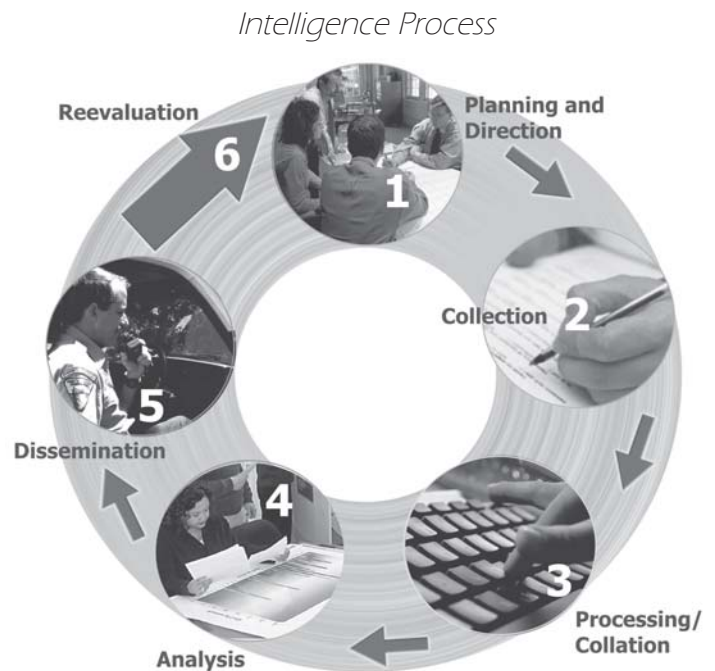 Intelligence Process
1
Planning and
Direction
2
Collection
3
Processing/
Collation
4
Analysis
5
Dissemination
6
Reevaluation